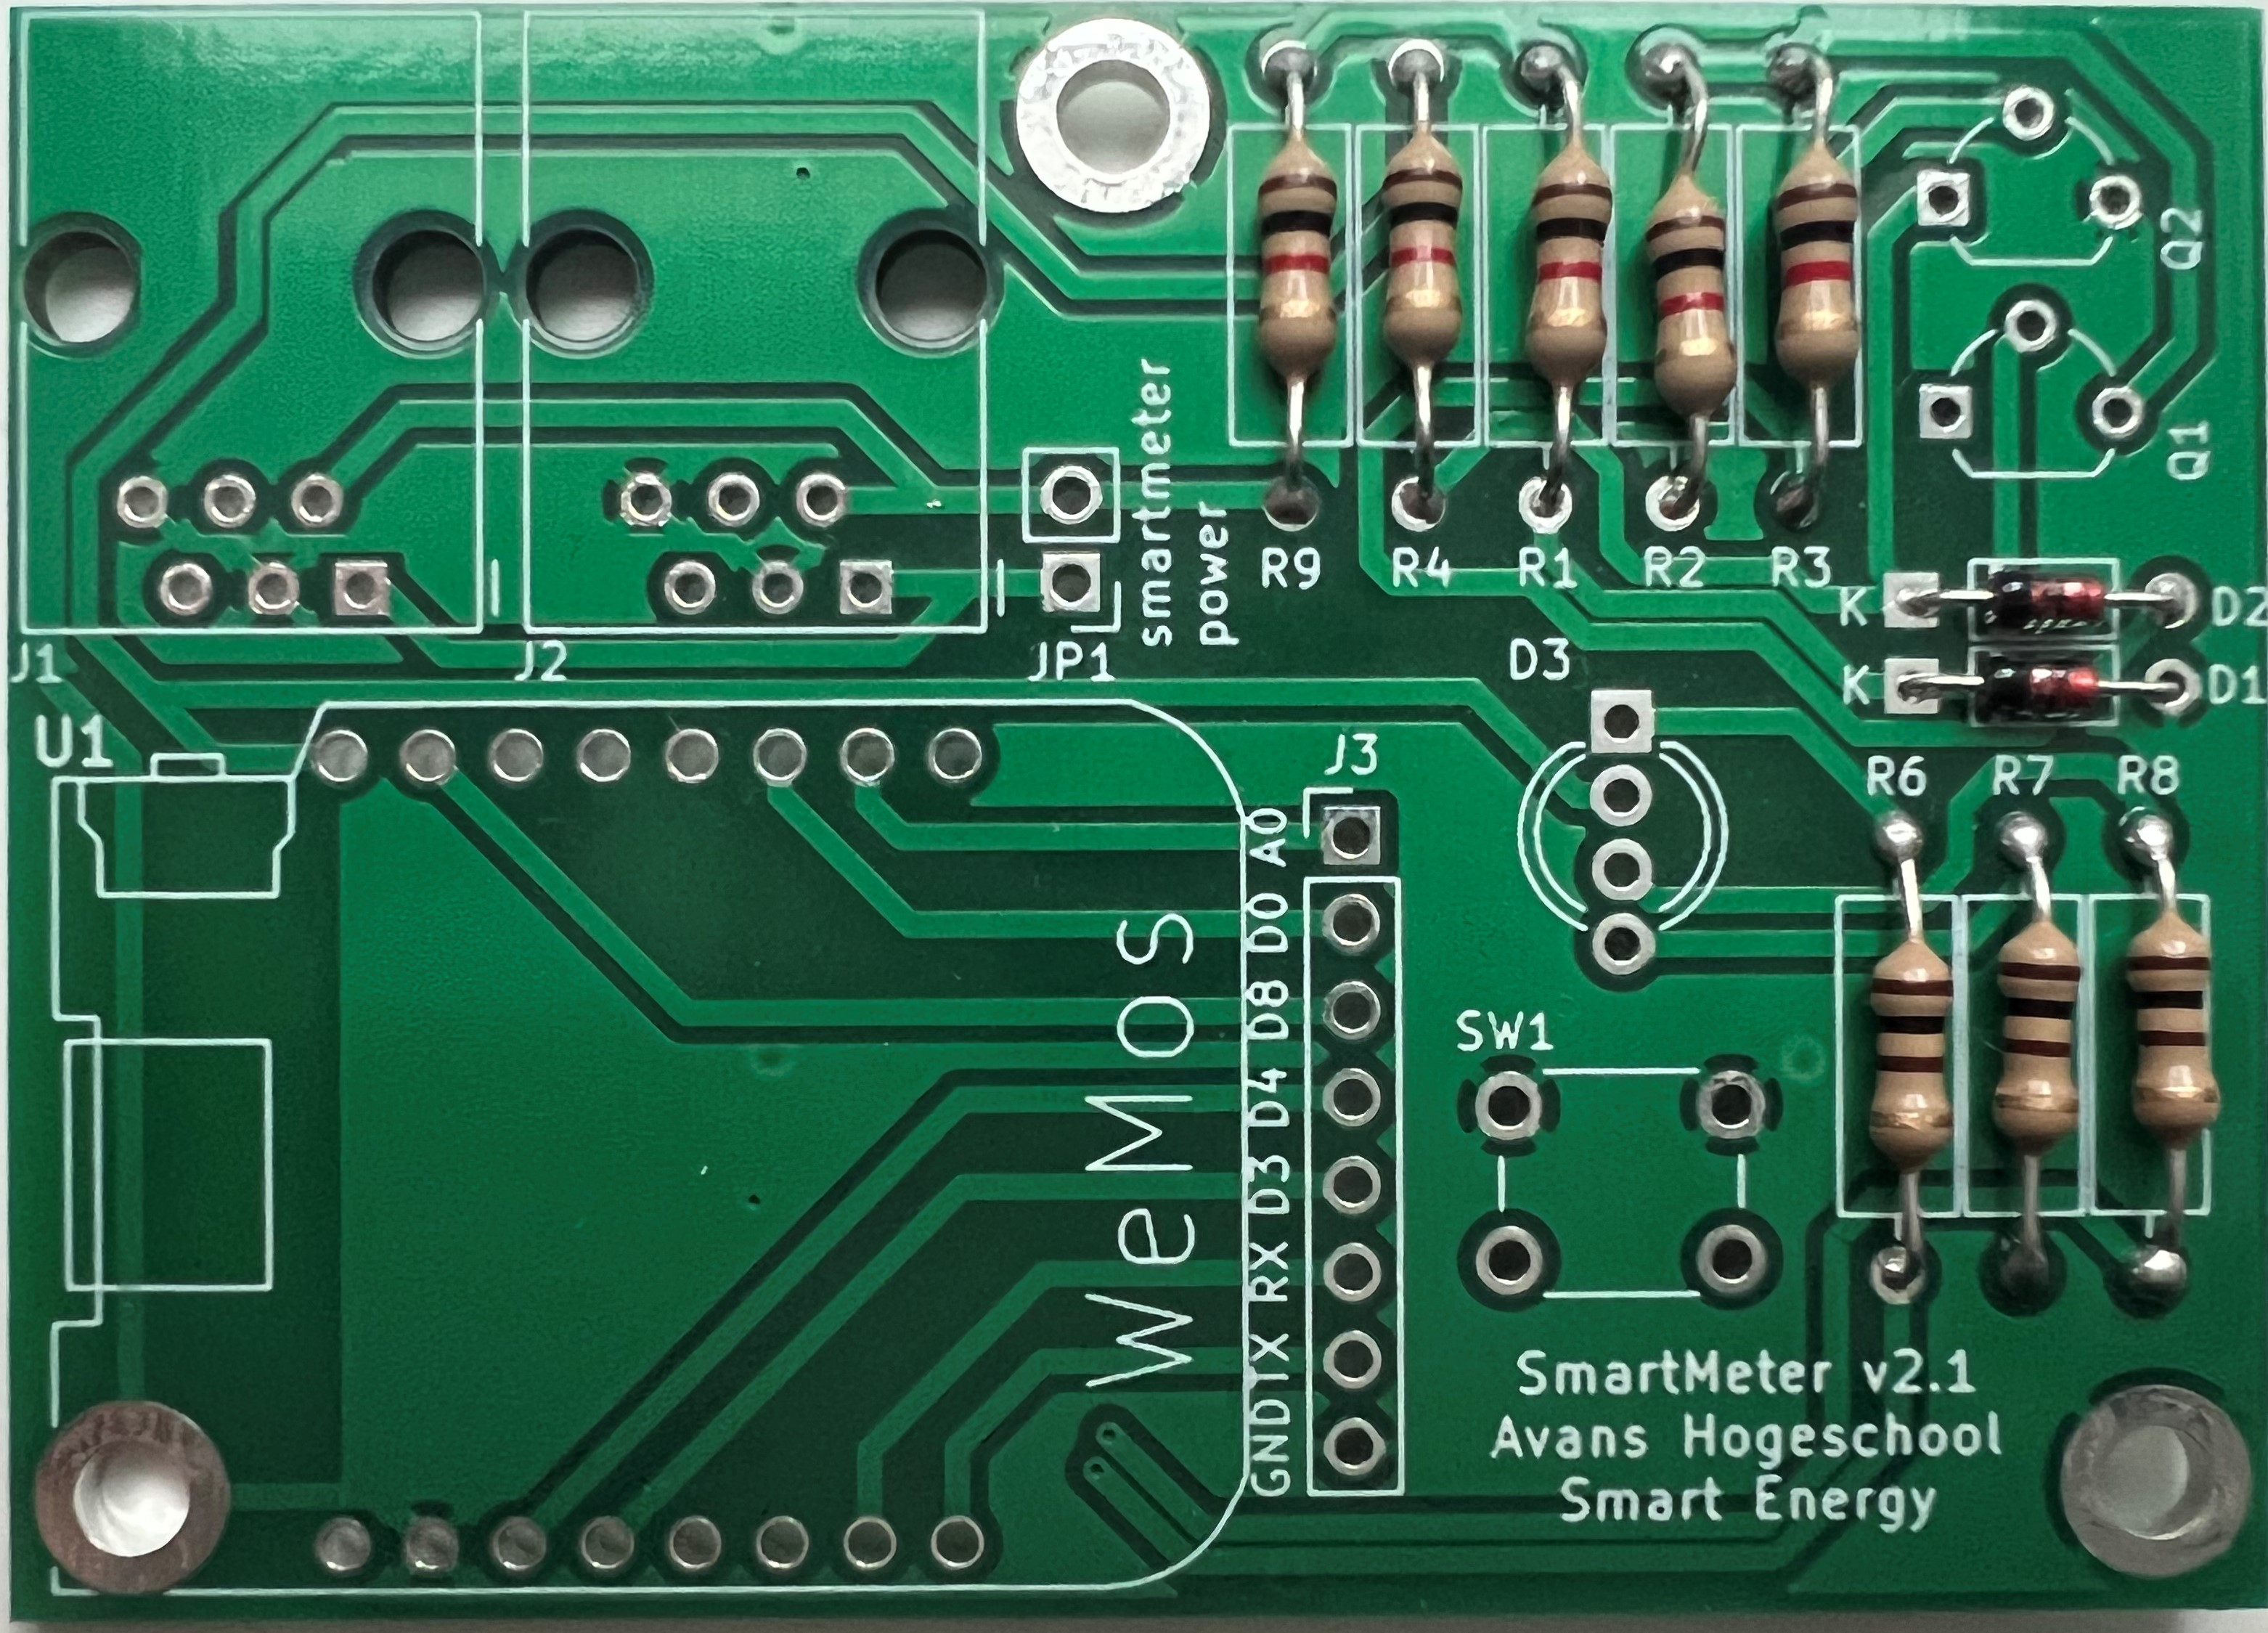 Q2
Q1
smartmeter
power
R9
R4
R1
R2
R3
K
D2
K
D1
J1
J2
JP1
D3
U1
J3
R6
R7
R8
A0
D0
D8
D4
D3
RX
TX
GND
WeMos
SW1
SmartMeter v2.1
Avans Hogeschool
Smart Energy